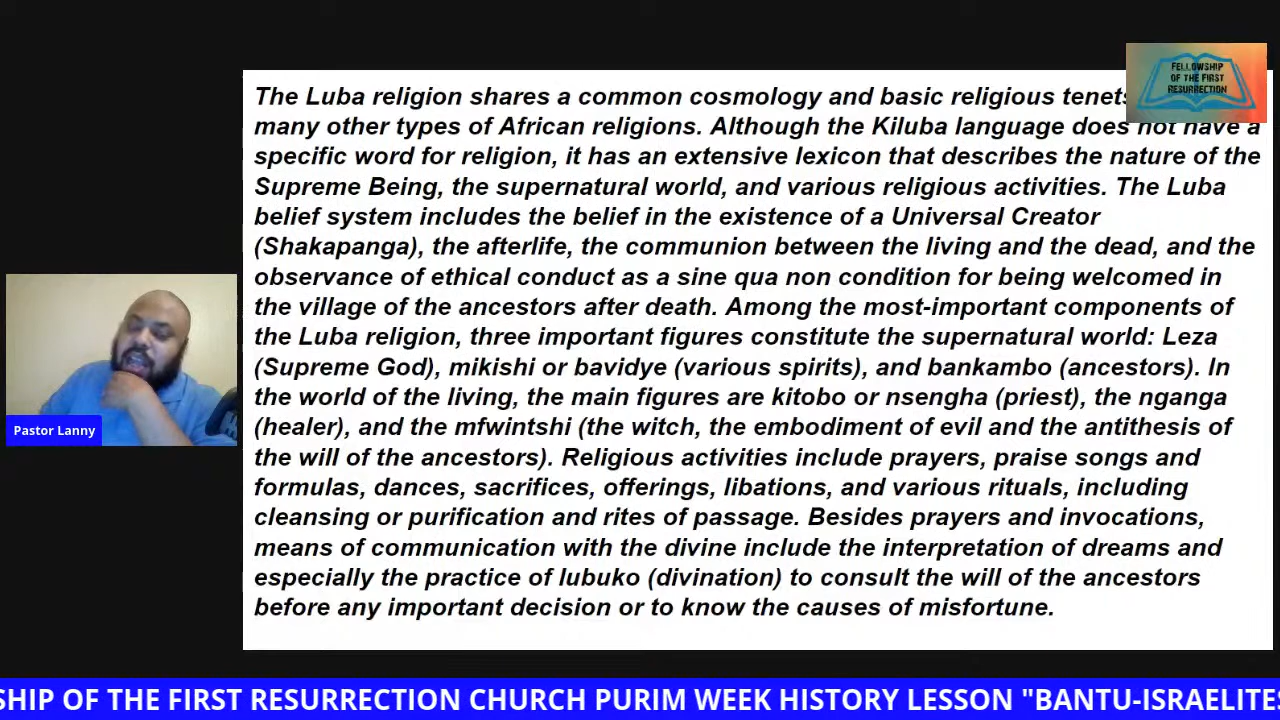 FELLOWSHIP
OF THE FIRST
RESURRECTION
The Luba religion shares a common cosmology and basic religious tenets
many other types of African religions. Although the Kiluba language does not have a
specific word for religion, it has an extensive lexicon that describes the nature of the
Supreme Being, the supernatural world, and various religious activities. The Luba
belief system includes the belief in the existence of a Universal Creator
(Shakapanga), the afterlife, the communion between the living and the dead, and the
observance of ethical conduct as a sine qua non condition for being welcomed in
the village of the ancestors after death. Among the most-important components of
the Luba religion, three important figures constitute the supernatural world: Leza
(Supreme God), mikishi or bavidye (various spirits), and bankambo (ancestors). In
the world of the living, the main figures are kitobo or nsengha (priest), the nganga
(healer), and the mfwintshi (the witch, the embodiment of evil and the antithesis of
the will of the ancestors). Religious activities include prayers, praise songs and
formulas, dances, sacrifices, offerings, libations, and various rituals, including
cleansing or purification and rites of passage. Besides prayers and invocations,
means of communication with the divine include the interpretation of dreams and
especially the practice of lubuko (divination) to consult the will of the ancestors
before any important decision or to know the causes of misfortune.
Pastor Lanny
SHIP OF THE FIRST RESURRECTION CHURCH PURIM WEEK HISTORY LESSON "BANTU-ISRAELITES